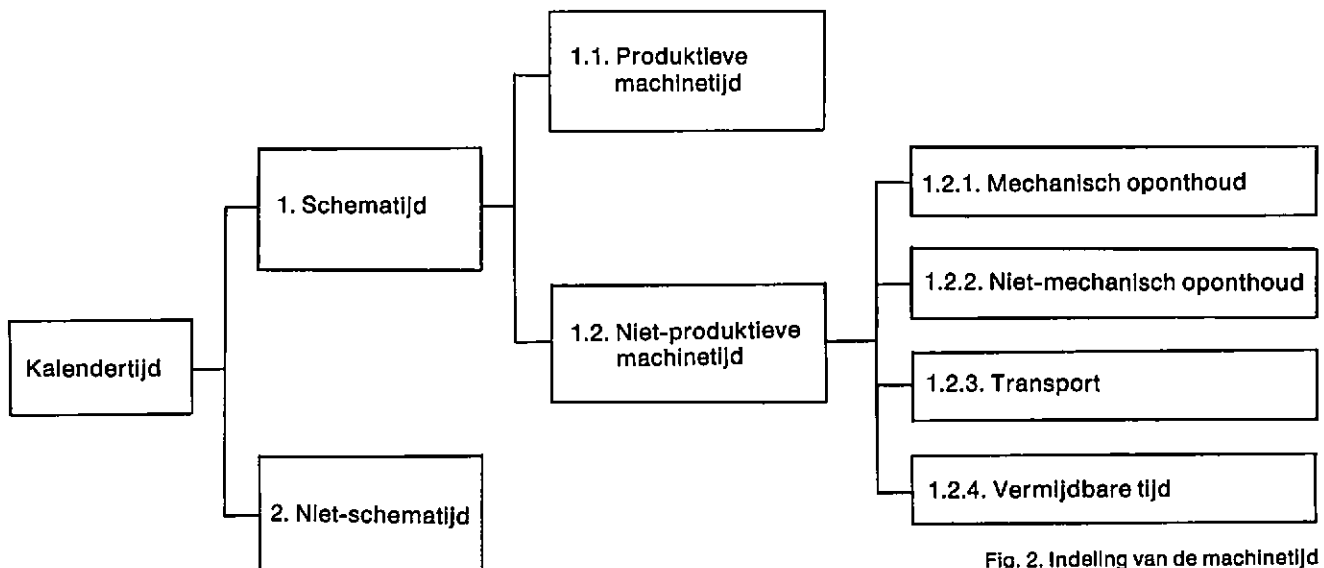 1.1. Produktieve
machinetijd
1. Schematijd
1.2.1. Mechanisch oponthoud
1.2.2. Niet-mechanisch oponthoud
1.2. Niet-produktieve
machinetijd
Kalendertijd
1.2.3. Transport
1.2.4. Vermijdbare tijd
2. Niet-schematijd
Fig. 2. Indeling van de machinetijd